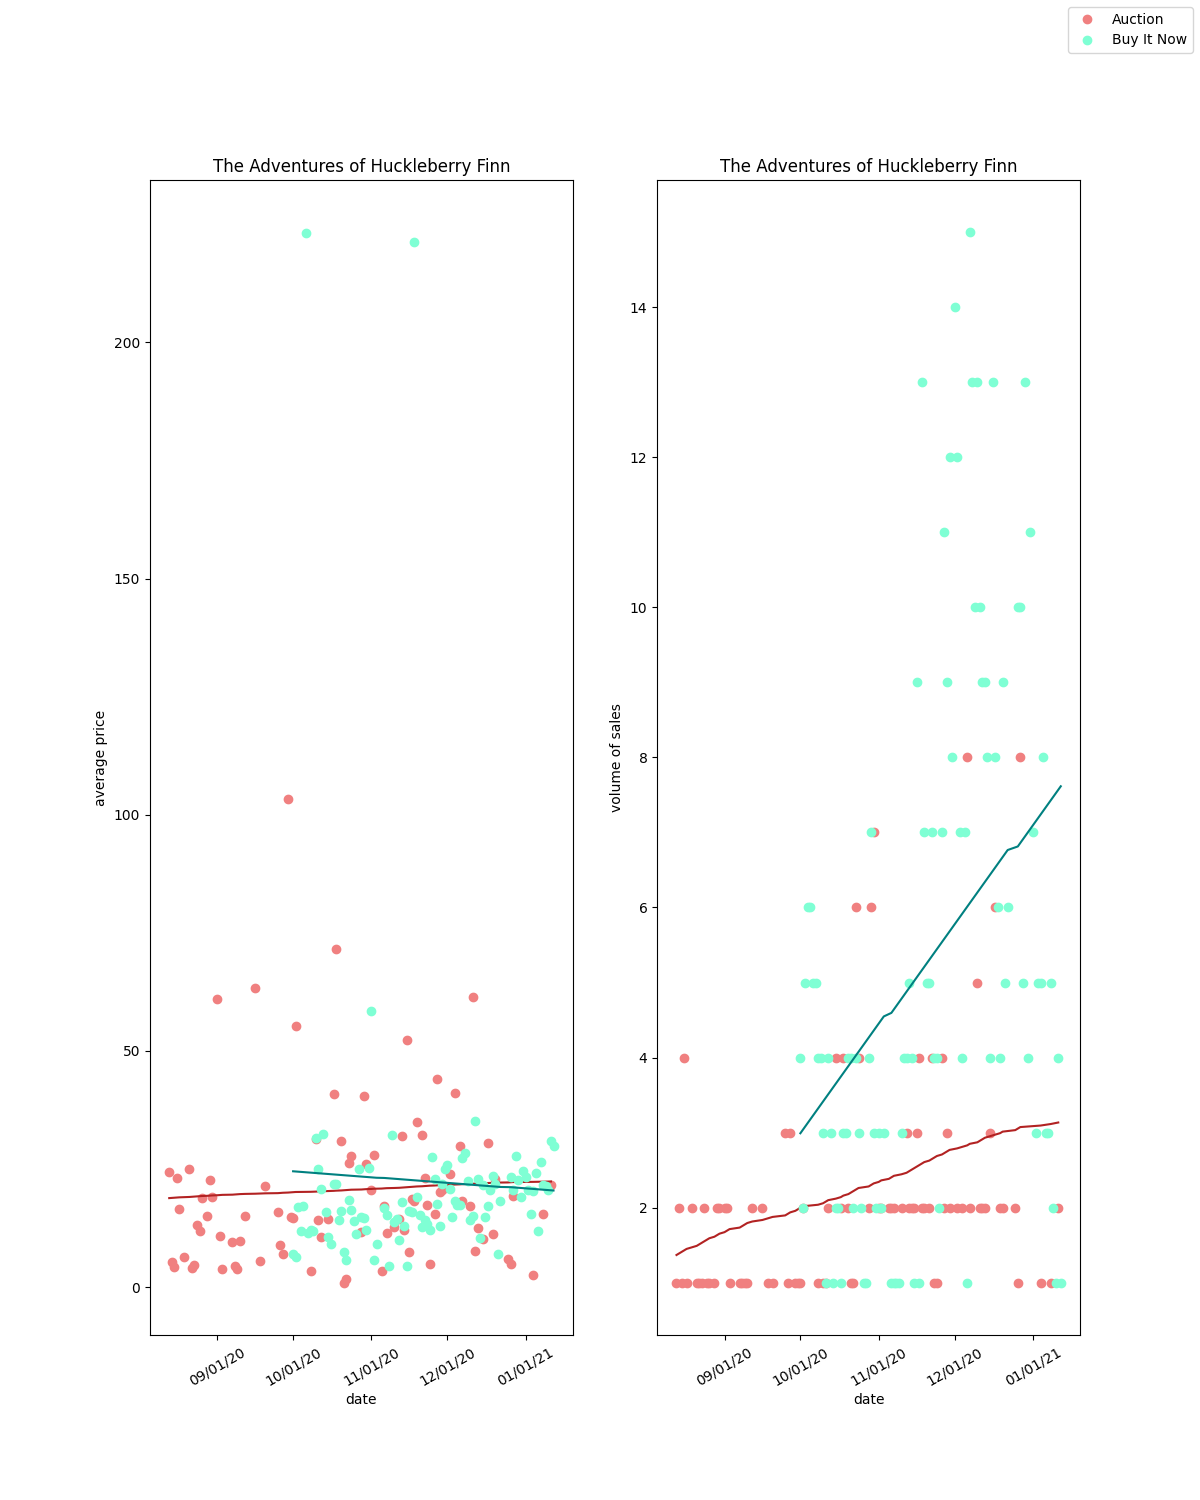 Auction
Buy It Now
The Adventures of Huckleberry Finn
average price
200
150
100
50
0
09/01/20
10/01/20
11/01/20
12/01/20
01/01/21
date
The Adventures of Huckleberry Finn
volume of sales
14
12
10
8
6
4
2
09/01/20
10/01/20
11/01/20
12/01/20
01/01/21
date